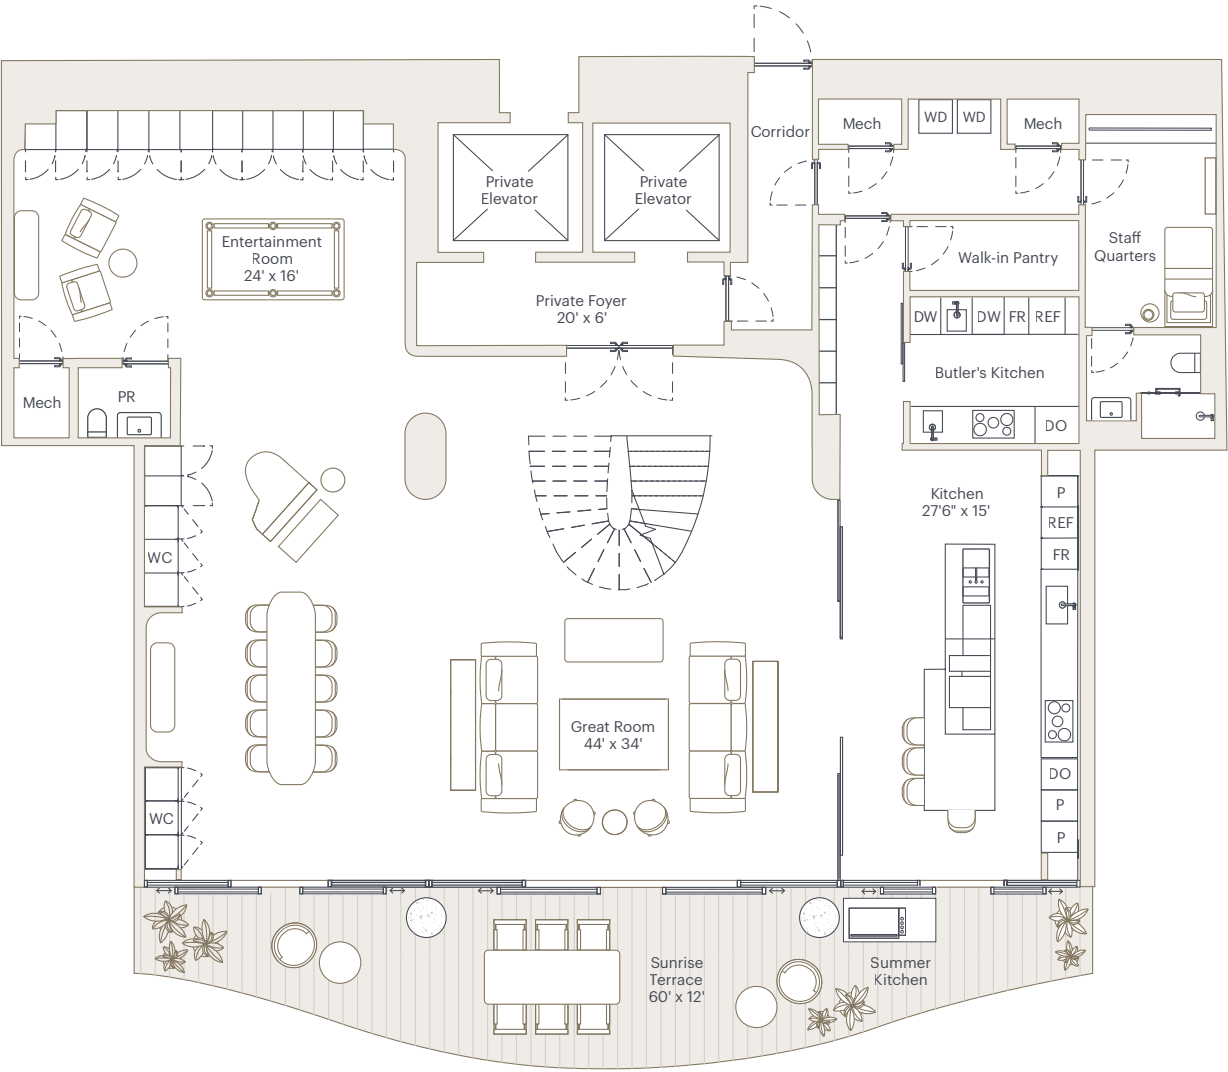 Corridor
Mech
WD
WD
Mech
Private
Elevator
Private
Elevator
Entertainment
Room
24' x 16'
Staff
Quarters
Walk-in Pantry
Private Foyer
20' x 6'
DW
DW
FR
REF
Butler's Kitchen
Mech
PR
DO
Kitchen
27'6" x 15'
P
REF
FR
WC
Great Room
44' x 34'
DO
P
WC
P
Sunrise
Terrace
60' x 12'
Summer
Kitchen